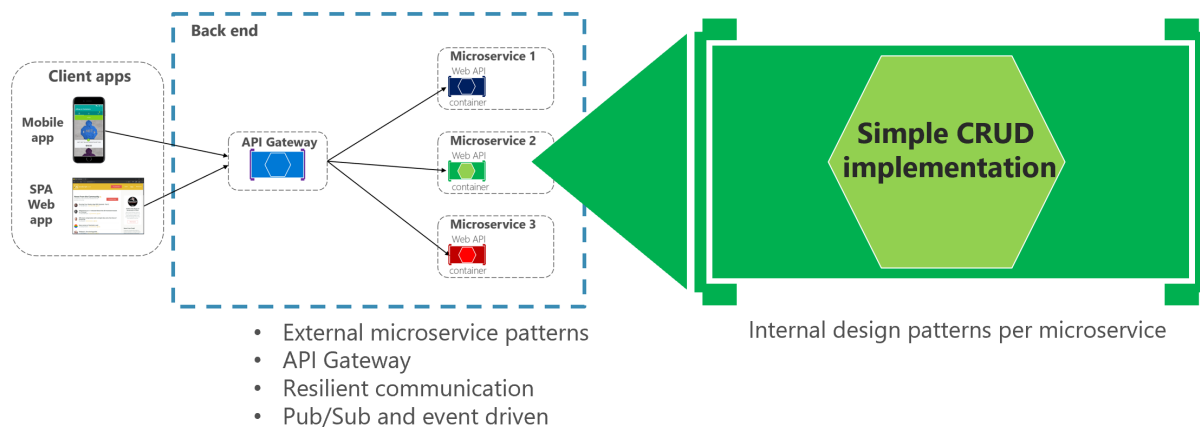 Back end
Client apps
Mobile
app
SPA
Web
app
API Gateway
Microservice 1
Web API
container
Microservice 2
Web API
container
Microservice 3
Web API
container
Simple CRUD
implementation
• External microservice patterns
• API Gateway
• Resilient communication
• Pub/Sub and event driven
Internal design patterns per microservice